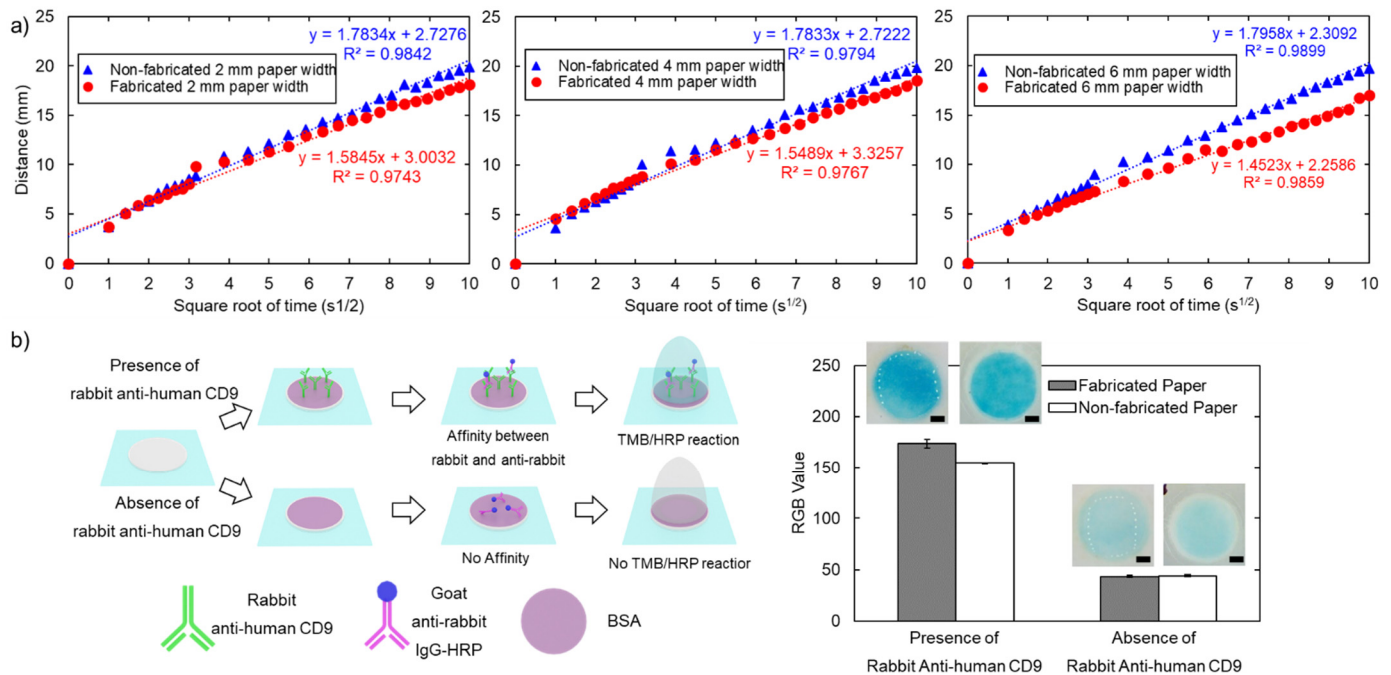 a)
Distance (mm)
25
20
15
10
5
0
y = 1.7834x + 2.7276
R² = 0.9842
Non-fabricated 2 mm paper width
Fabricated 2 mm paper width
y = 1.5845x + 3.0032
R² = 0.9743
0 1 2 3 4 5 6 7 8 9 10
Square root of time (s1/2)
25
20
15
10
5
0
y = 1.7833x + 2.7222
R² = 0.9794
Non-fabricated 4 mm paper width
Fabricated 4 mm paper width
y = 1.5489x + 3.3257
R² = 0.9767
0 1 2 3 4 5 6 7 8 9 10
Square root of time (s1/2)
25
20
15
10
5
0
y = 1.7958x + 2.3092
R² = 0.9899
Non-fabricated 6 mm paper width
Fabricated 6 mm paper width
y = 1.4523x + 2.2586
R² = 0.9859
0 1 2 3 4 5 6 7 8 9 10
Square root of time (s1/2)
b)
Presence of
rabbit anti-human CD9
Absence of
rabbit anti-human CD9
Affinity between
rabbit and anti-rabbit
TMB/HRP reaction
No Affinity
No TMB/HRP reactior
Rabbit
anti-human CD9
Goat
anti-rabbit
IgG-HRP
BSA
RGB Value
250
200
150
100
50
0
Fabricated Paper
Non-fabricated Paper
Presence of
Rabbit Anti-human CD9
Absence of
Rabbit Anti-human CD9